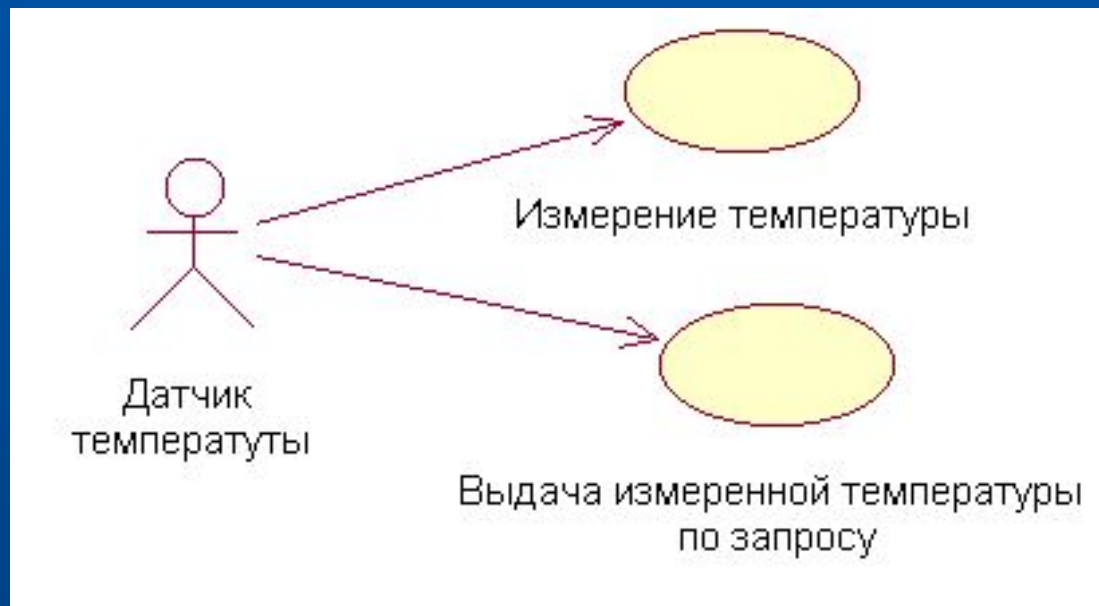 Измерение температуры
Датчик
температуты
Выдача измеренной температуры
по запросу